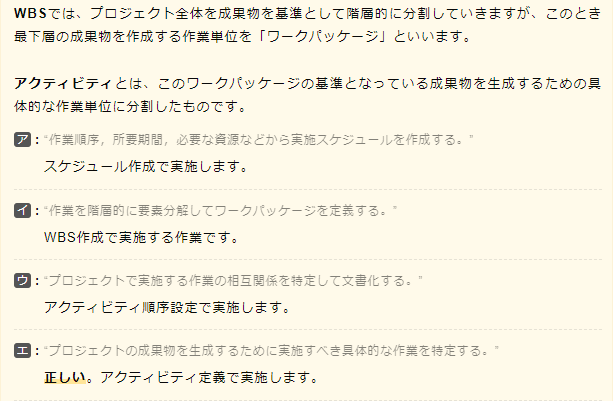 WBSでは、プロジェクト全体を成果物を基準として階層的に分割していきますが、このとき
最下層の成果物を作成する作業単位を「ワークパッケージ」といいます。
アクティビティとは、このワークパッケージの基準となっている成果物を生成するための具
体的な作業単位に分割したものです。
ア：“作業順序，所要期間，必要な資源などから実施スケジュールを作成する。”
スケジュール作成で実施します。
イ：“作業を階層的に要素分解してワークパッケージを定義する。”
WBS作成で実施する作業です。
ウ：“プロジェクトで実施する作業の相互関係を特定して文書化する。”
アクティビティ順序設定で実施します。
エ：“プロジェクトの成果物を生成するために実施すべき具体的な作業を特定する。”
正しい。アクティビティ定義で実施します。